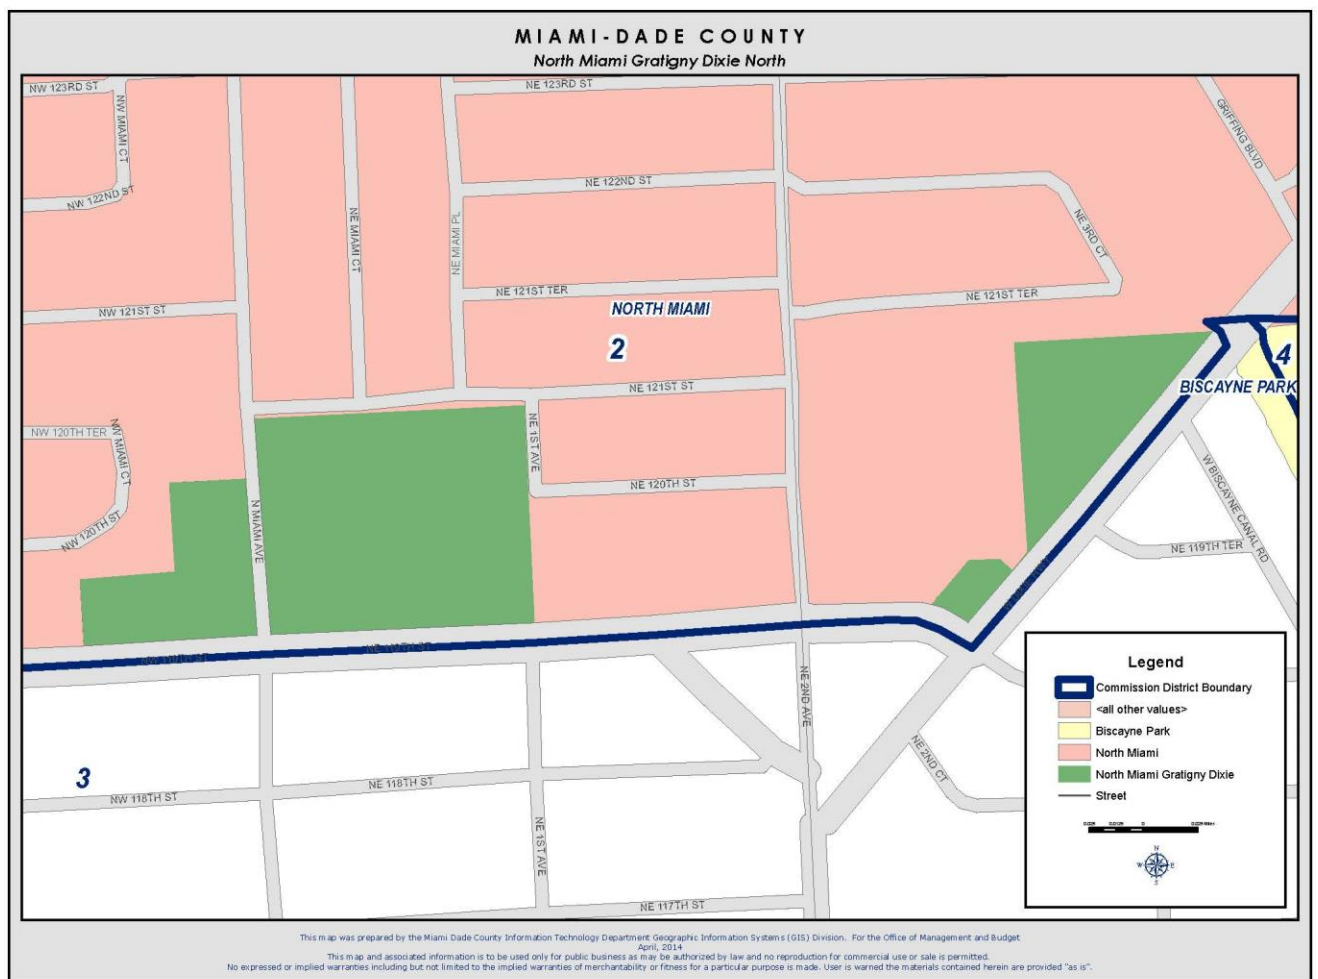 MIAMI-DADE COUNTY
North Miami Gratigny Dixie North
NW 123RD ST
NE 123RD ST
GRIFFING BLVD
NW MIAMI CT
NW 122ND ST
NE 122ND ST
NE MIAMI CT
NE MIAMI PL
NE 3RD CT
NE 121ST TER
NE 121ST TER
NW 121ST ST
NORTH MIAMI
2
4
BISCAYNE PARK
NE 121ST ST
NW 120TH TER
NW MIAMI CT
NE 1ST AVE
NE 120TH ST
NW 120TH ST
N MIAMI AVE
W BISCAYNE CANAL RD
NE 119TH TER
NW 119TH ST
NE 119TH ST
NE 2ND AVE
NE 2ND CT
3
NW 118TH ST
NE 118TH ST
NE 1ST AVE
NE 117TH ST
Legend
Commission District Boundary
<all other values>
Biscayne Park
North Miami
North Miami Gratigny Dixie
Street
N
W E
S
This map was prepared by the Miami Dade County Information Technology Department Geographic Information Systems (GIS) Division. For the Office of Management and Budget
April, 2014
This map and associated information is to be used only for public business as may be authorized by law and no reproduction for commercial use or sale is permitted.
No expressed or implied warranties including but not limited to the implied warranties of merchantability or fitness for a particular purpose is made. User is warned the materials contained herein are provided "as is".